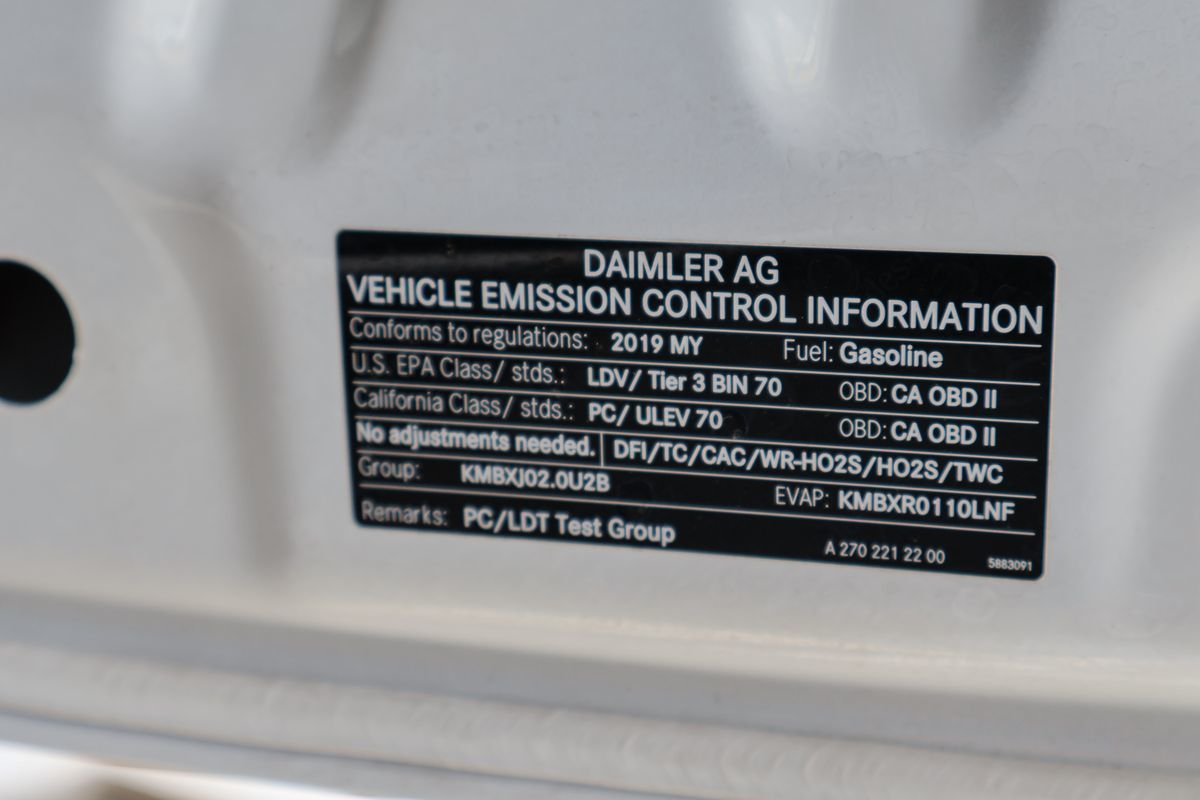 DAIMLER AG
VEHICLE EMISSION CONTROL INFORMATION
Conforms to regulations: 2019 MY Fuel: Gasoline
U.S. EPA Class/ stds.: LDV/ Tier 3 BIN 70 OBD: CA OBD II
California Class/ stds.: PC/ ULEV 70 OBD: CA OBD II
No adjustments needed. DFI/TC/CAC/WR-HO2S/HO2S/TWC
Group: KMBXJ02.0U2B EVAP: KMBXR0110LNF
Remarks: PC/LDT Test Group
A 270 221 22 00 5883091